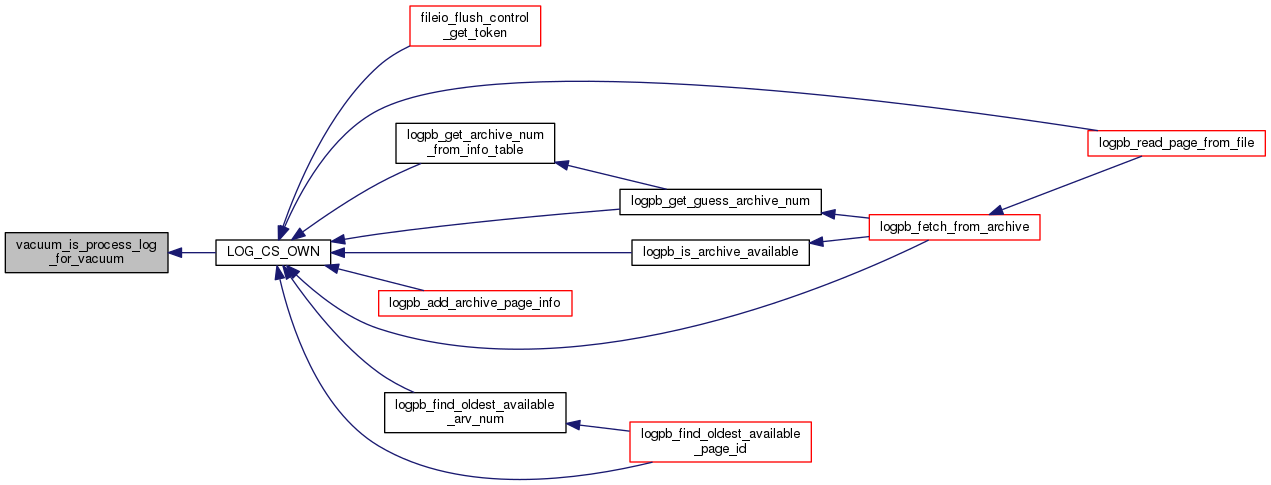 fileio_flush_control
_get_token
logpb_get_archive_num
_from_info_table
logpb_read_page_from_file
logpb_get_guess_archive_num
logpb_fetch_from_archive
vacuum_is_process_log
_for_vacuum
LOG_CS_OWN
logpb_is_archive_available
logpb_add_archive_page_info
logpb_find_oldest_available
_arv_num
logpb_find_oldest_available
_page_id